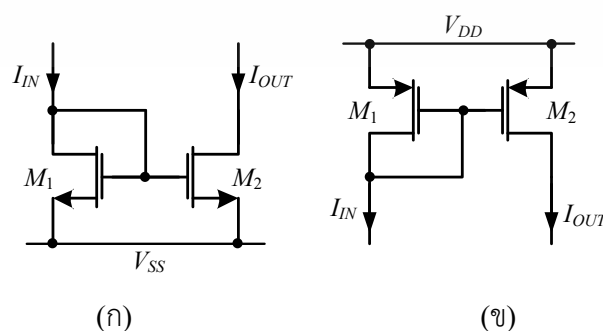 I_IN
I_OUT
M_1
M_2
V_SS
(ก)
V_DD
M_1
M_2
I_IN
I_OUT
(ข)